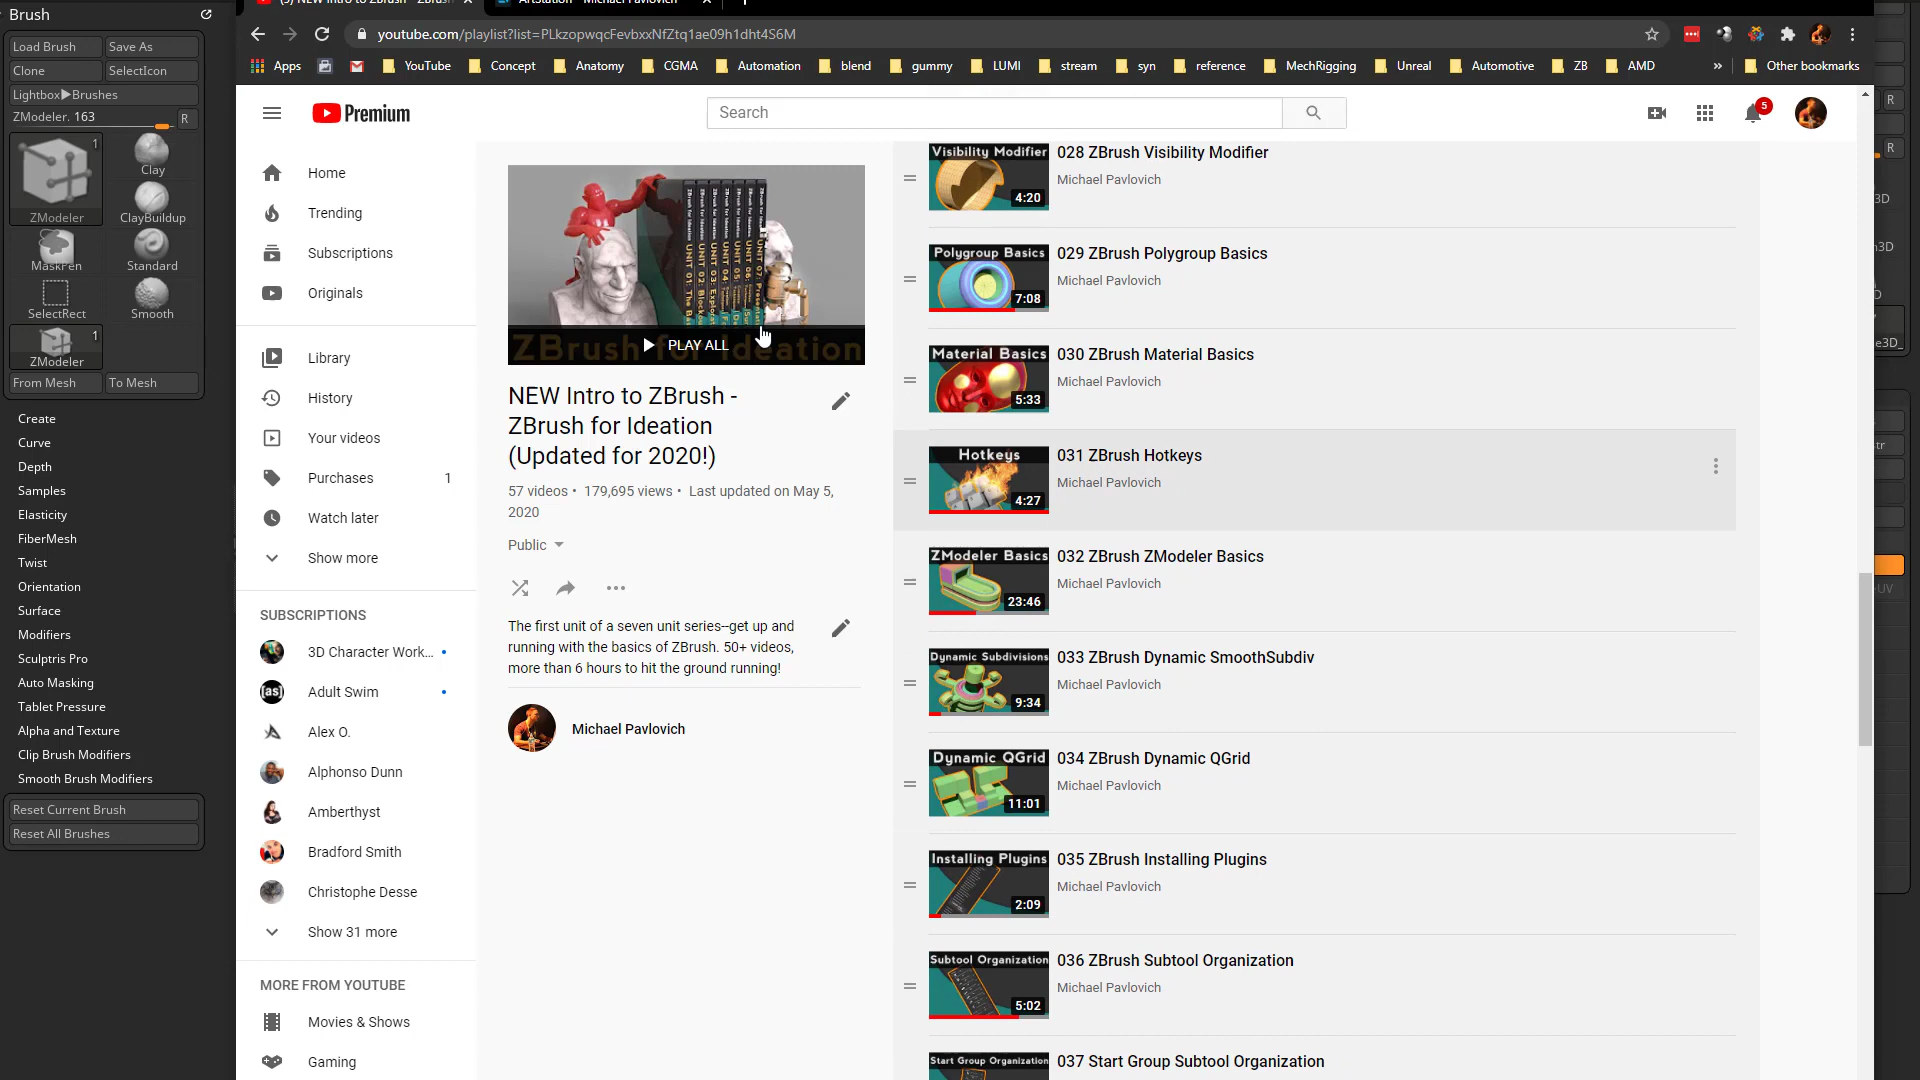 Brush
Load Brush Save As
Clone SelectIcon
Lightbox▶Brushes
ZModeler. 163 R
1
ZModeler
Clay
ClayBuildup
MaskPen Standard
SelectRect Smooth
1
ZModeler
From Mesh To Mesh
Create
Curve
Depth
Samples
Elasticity
FiberMesh
Twist
Orientation
Surface
Modifiers
Sculptris Pro
Auto Masking
Tablet Pressure
Alpha and Texture
Clip Brush Modifiers
Smooth Brush Modifiers
Reset Current Brush
Reset All Brushes
youtube.com/playlist?list=PLkzopwqcFevbxxNfZtq1ae09h1dht4S6M
Apps YouTube Concept Anatomy CGMA Automation blend gummy LUMI stream syn reference MechRigging Unreal Automotive ZB AMD » Other bookmarks
Premium
Search
5
Home
Trending
Subscriptions
Originals
Library
History
Your videos
Purchases 1
Watch later
Show more
SUBSCRIPTIONS
3D Character Work...
Adult Swim
Alex O.
Alphonso Dunn
Amberthyst
Bradford Smith
Christophe Desse
Show 31 more
MORE FROM YOUTUBE
Movies & Shows
Gaming
ZBrush for Ideation
PLAY ALL
NEW Intro to ZBrush -
ZBrush for Ideation
(Updated for 2020!)
57 videos • 179,695 views • Last updated on May 5,
2020
Public
The first unit of a seven unit series--get up and
running with the basics of ZBrush. 50+ videos,
more than 6 hours to hit the ground running!
Michael Pavlovich
Visibility Modifier
4:20
028 ZBrush Visibility Modifier
Michael Pavlovich
Polygroup Basics
7:08
029 ZBrush Polygroup Basics
Michael Pavlovich
Material Basics
5:33
030 ZBrush Material Basics
Michael Pavlovich
Hotkeys
4:27
031 ZBrush Hotkeys
Michael Pavlovich
ZModeler Basics
23:46
032 ZBrush ZModeler Basics
Michael Pavlovich
Dynamic Subdivisions
9:34
033 ZBrush Dynamic SmoothSubdiv
Michael Pavlovich
Dynamic QGrid
11:01
034 ZBrush Dynamic QGrid
Michael Pavlovich
Installing Plugins
2:09
035 ZBrush Installing Plugins
Michael Pavlovich
Subtool Organization
5:02
036 ZBrush Subtool Organization
Michael Pavlovich
Start Group Organization
037 Start Group Subtool Organization
R
R